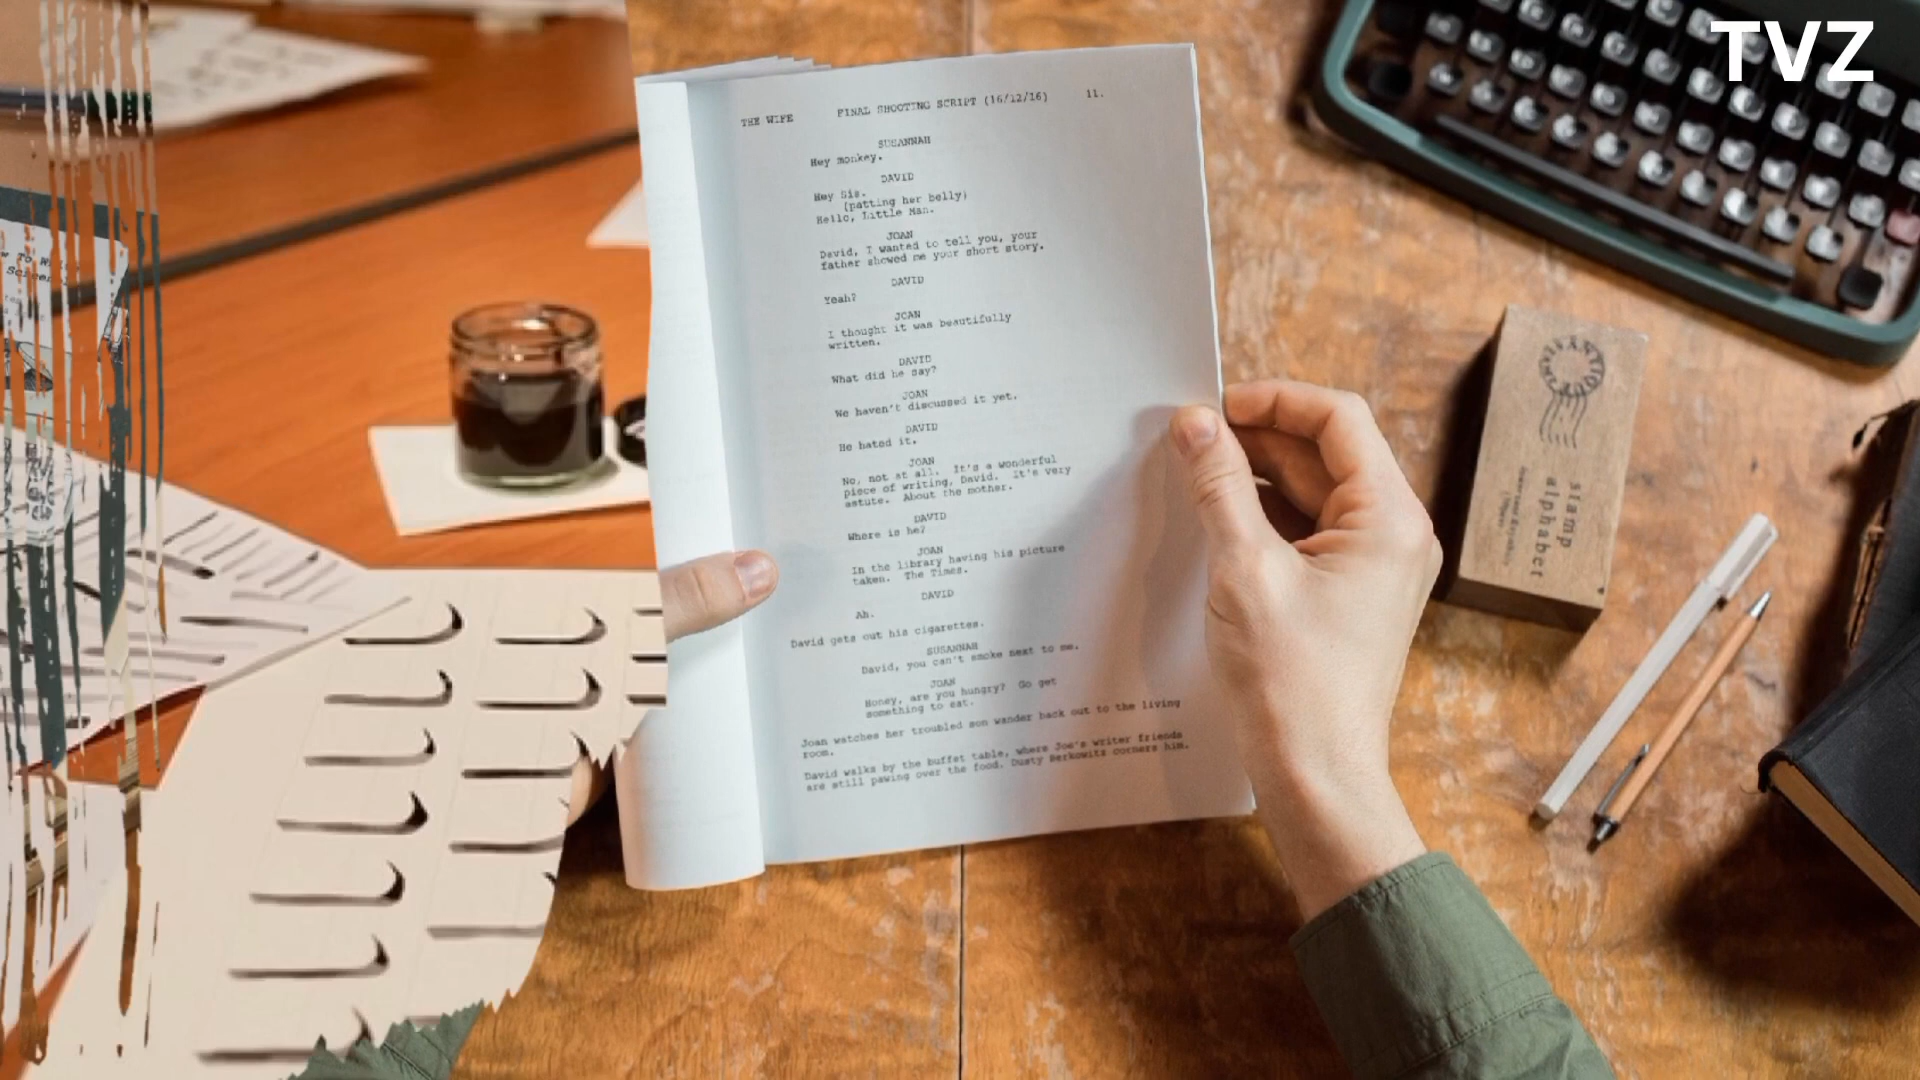 TVZ
THE WIFE FINAL SHOOTING SCRIPT (16/12/16) 11.
SUSANNAH
Hey monkey.
DAVID
Hey Sis.
(patting her belly)
Hello, Little Man.
JOAN
David, I wanted to tell you, your
father showed me your short story.
DAVID
Yeah?
JOAN
I thought it was beautifully
written.
DAVID
What did he say?
JOAN
We haven't discussed it yet.
DAVID
He hated it.
JOAN
No, not at all. It's a wonderful
piece of writing, David. It's very
astute. About the mother.
DAVID
Where is he?
JOAN
In the library having his picture
taken. The Times.
DAVID
Ah.
David gets out his cigarettes.
SUSANNAH
David, you can't smoke next to me.
JOAN
Honey, are you hungry? Go get
something to eat.
Joan watches her troubled son wander back out to the living
room.
David walks by the buffet table, where Joe's writer friends
are still pawing over the food. Dusty Berkowitz corners him.
stamp
alphabet